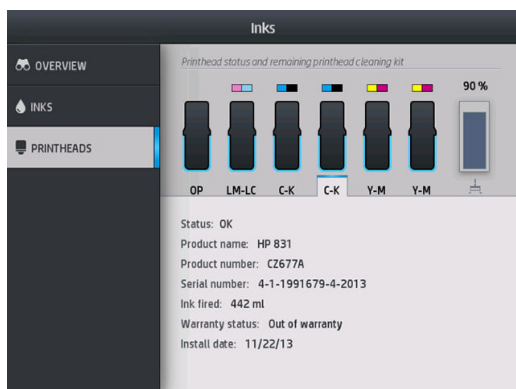 Inks
OVERVIEW
INKS
PRINTHEADS
Printhead status and remaining printhead cleaning kit
90 %
OP LM-LC C-K C-K Y-M Y-M
Status: OK
Product name: HP 831
Product number: CZ677A
Serial number: 4-1-1991679-4-2013
Ink fired: 442 ml
Warranty status: Out of warranty
Install date: 11/22/13